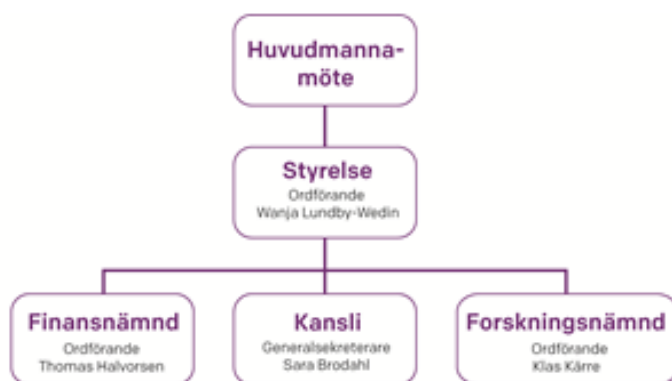 Huvudmanna-
möte
Styrelse
Ordförande
Wanja Lundby-Wedin
Finansnämnd
Ordförande
Thomas Halvorsen
Kansli
Generalsekreterare
Sara Brodahl
Forskningsnämnd
Ordförande
Klas Kärre